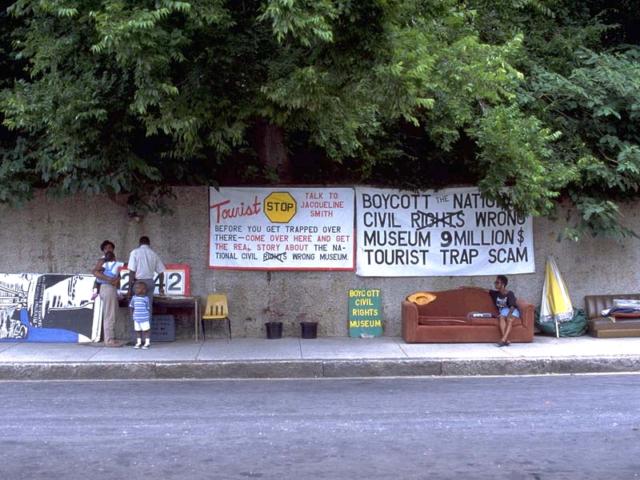 Tourist STOP TALK TO
JACQUELINE
SMITH
BEFORE YOU GET TRAPPED OVER
THERE-COME OVER HERE AND GET
THE REAL STORY ABOUT THE NA-
TIONAL CIVIL RIGHTS WRONG MUSEUM.
BOYCOTT THE NATIONAL
CIVIL RIGHTS WRONG
MUSEUM 9 MILLION $
TOURIST TRAP SCAM
BOYCOTT
CIVIL
RIGHTS
MUSEUM
42